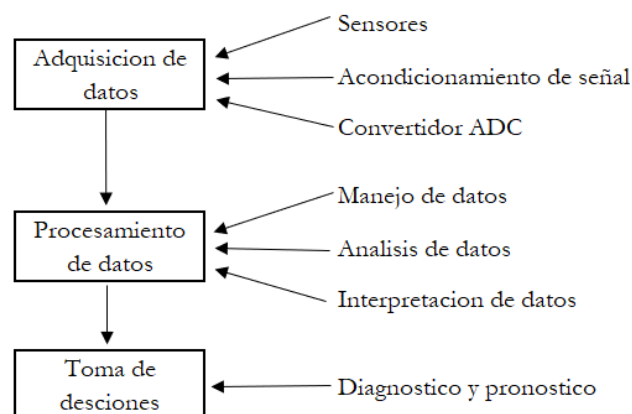 Sensores
Adquisicion de
datos
Acondicionamiento de señal
Convertidor ADC
Manejo de datos
Procesamiento
de datos
Analisis de datos
Interpretacion de datos
Toma de
desciones
Diagnostico y pronostico